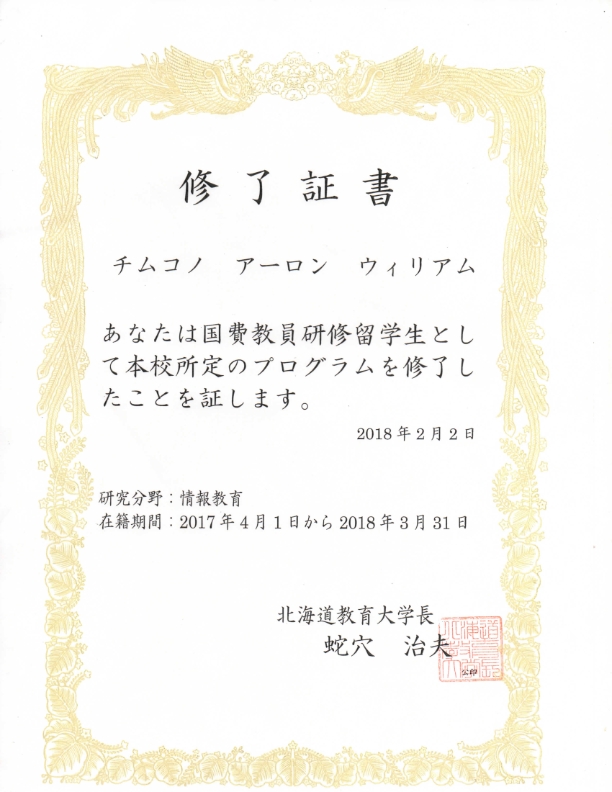 修了証書
チムコノ アーロン ウィリアム
あなたは国費教員研修留学生とし
て本校所定のプログラムを修了し
たことを証します。
2018年2月2日
研究分野：情報教育
在籍期間：2017年4月1日から2018年3月31日
北海道教育大学長
蛇穴 治夫
公印